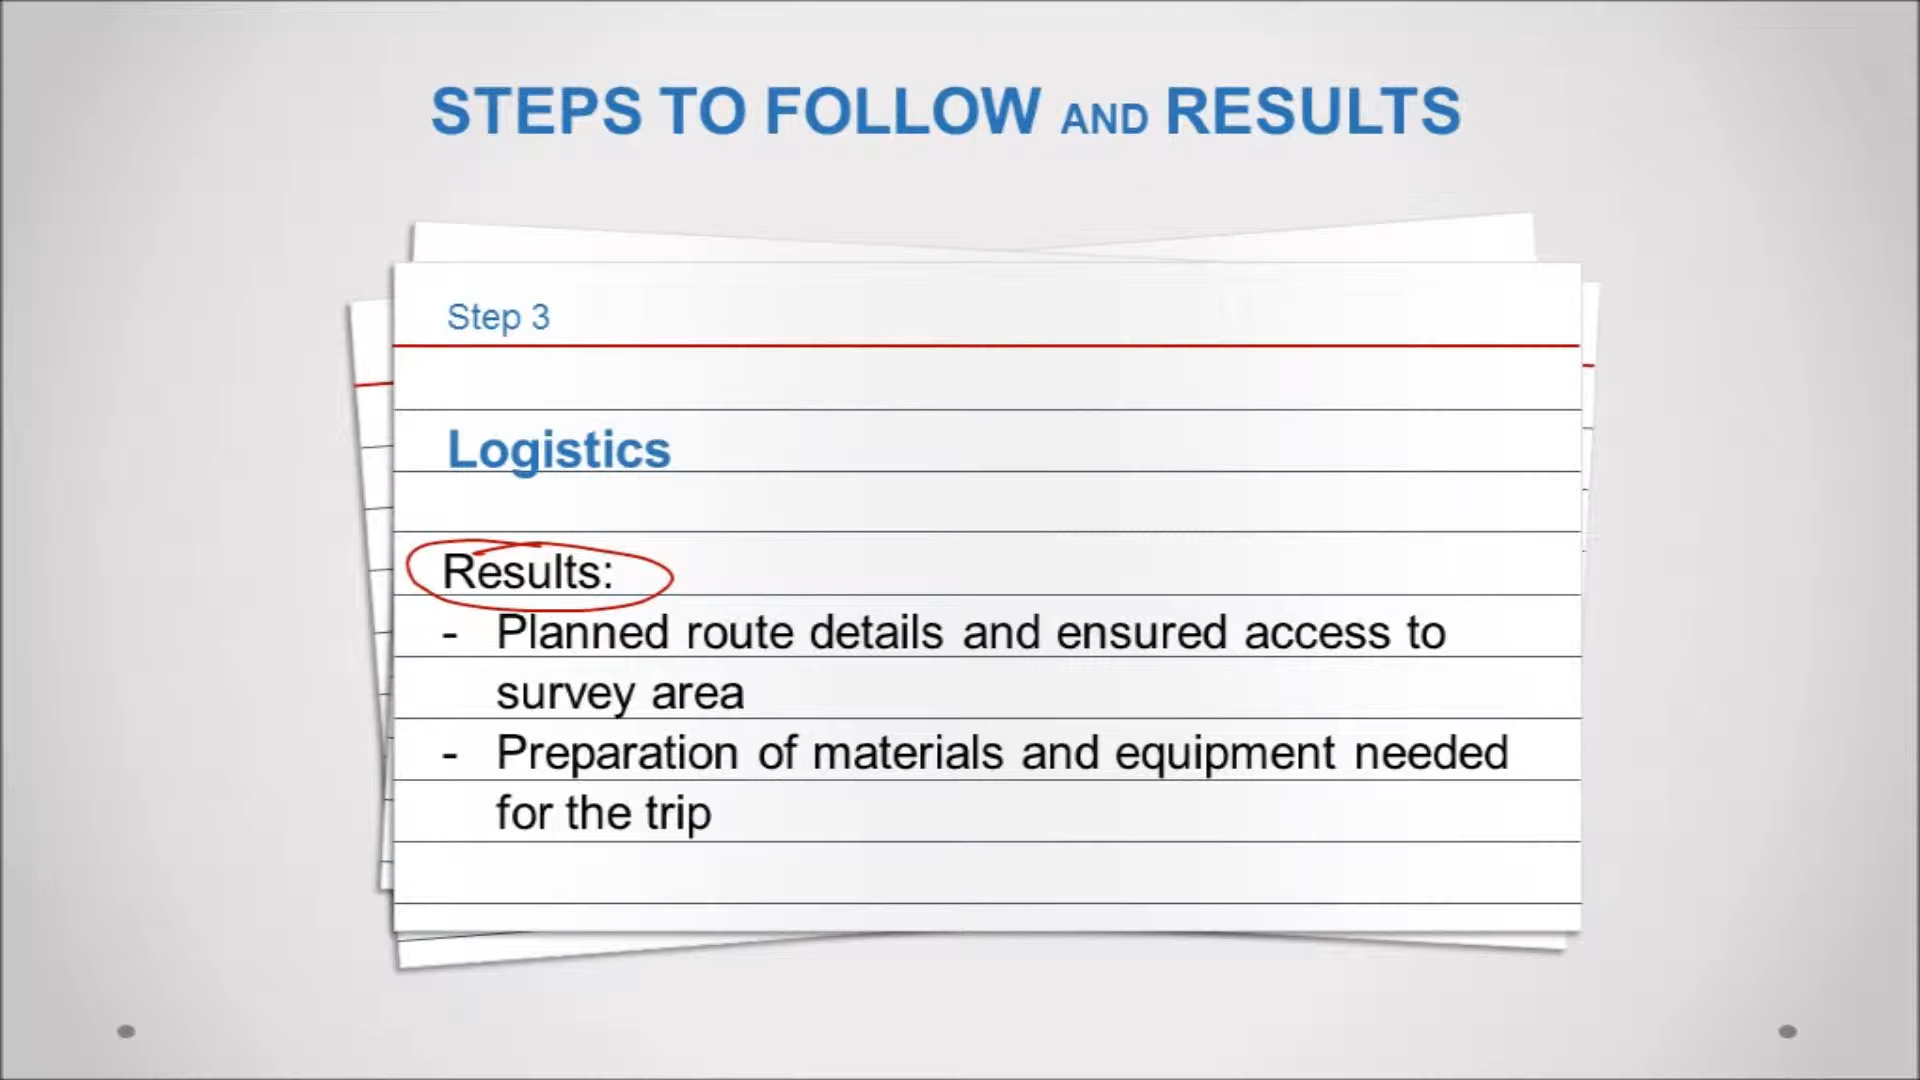 STEPS TO FOLLOW AND RESULTS
Step 3
Logistics
Results:
- Planned route details and ensured access to
survey area
- Preparation of materials and equipment needed
for the trip